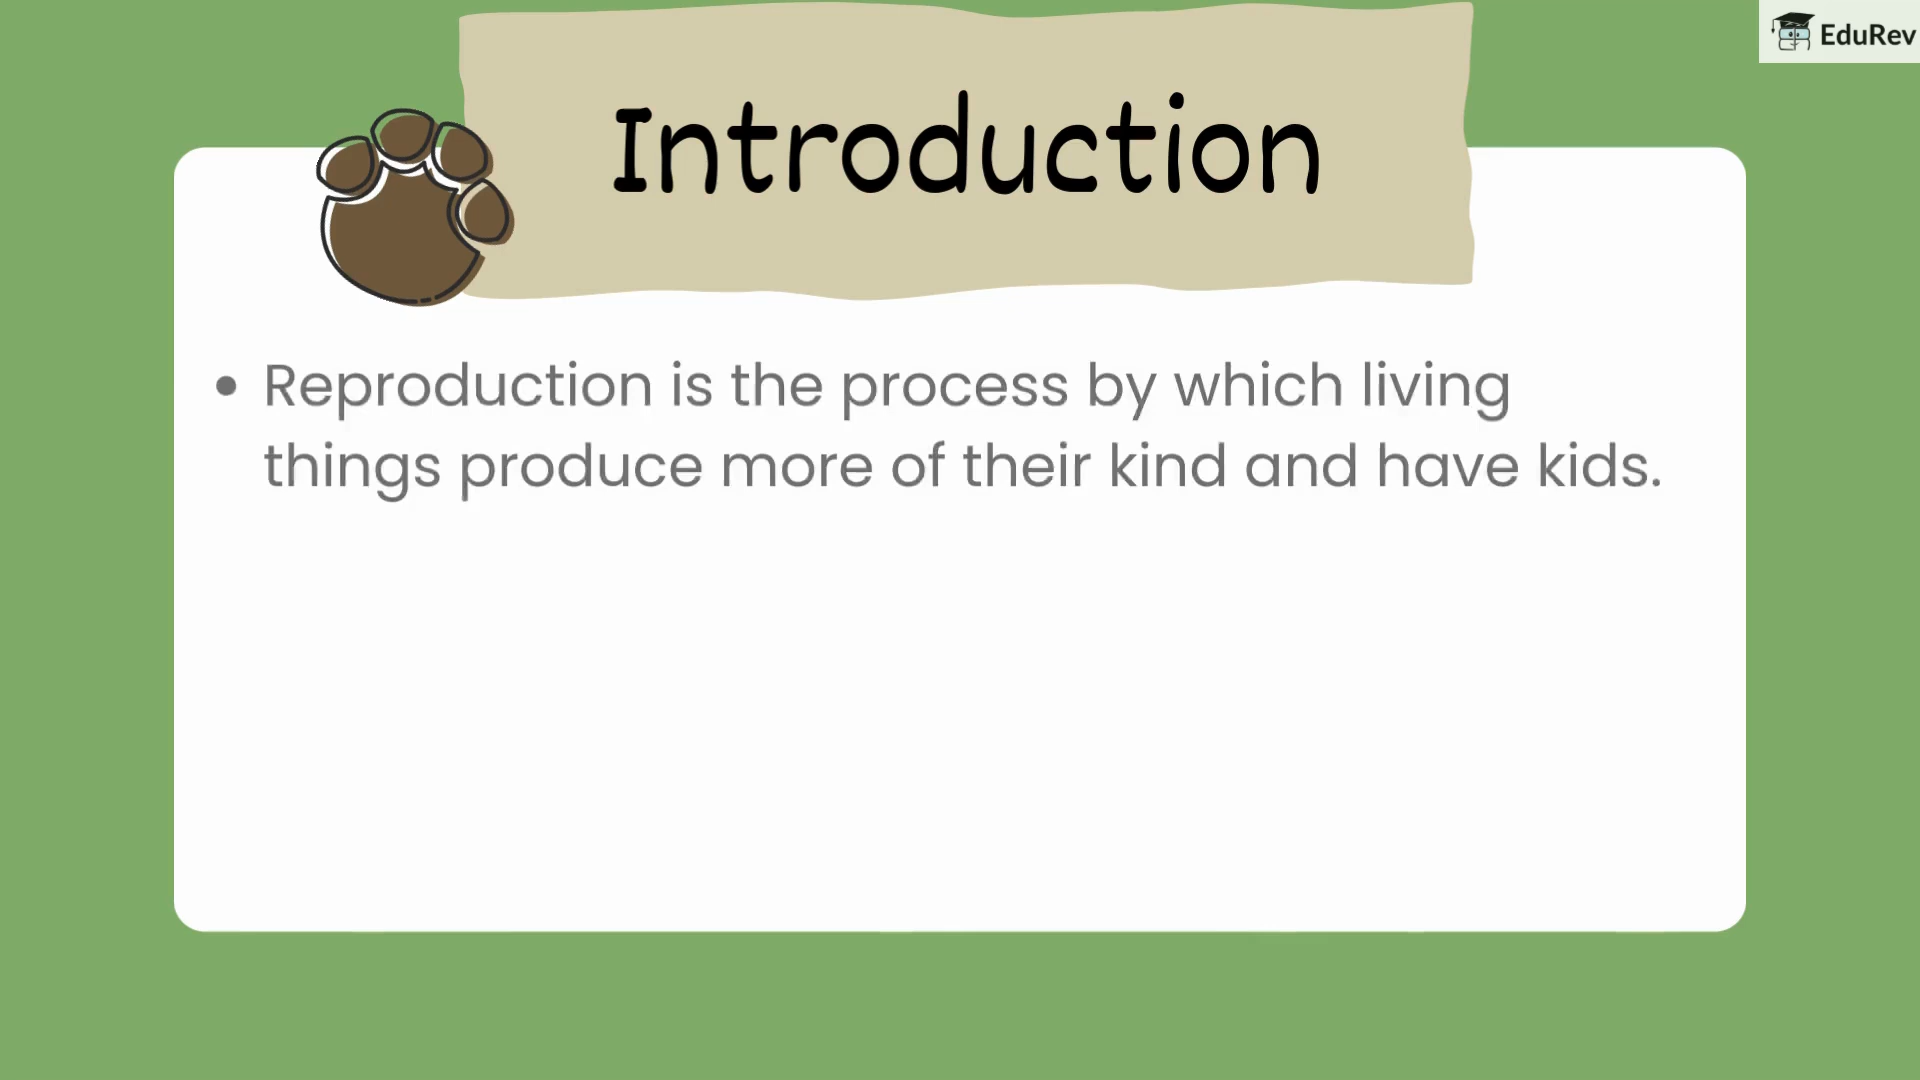 EduRev
Introduction
• Reproduction is the process by which living
things produce more of their kind and have kids.